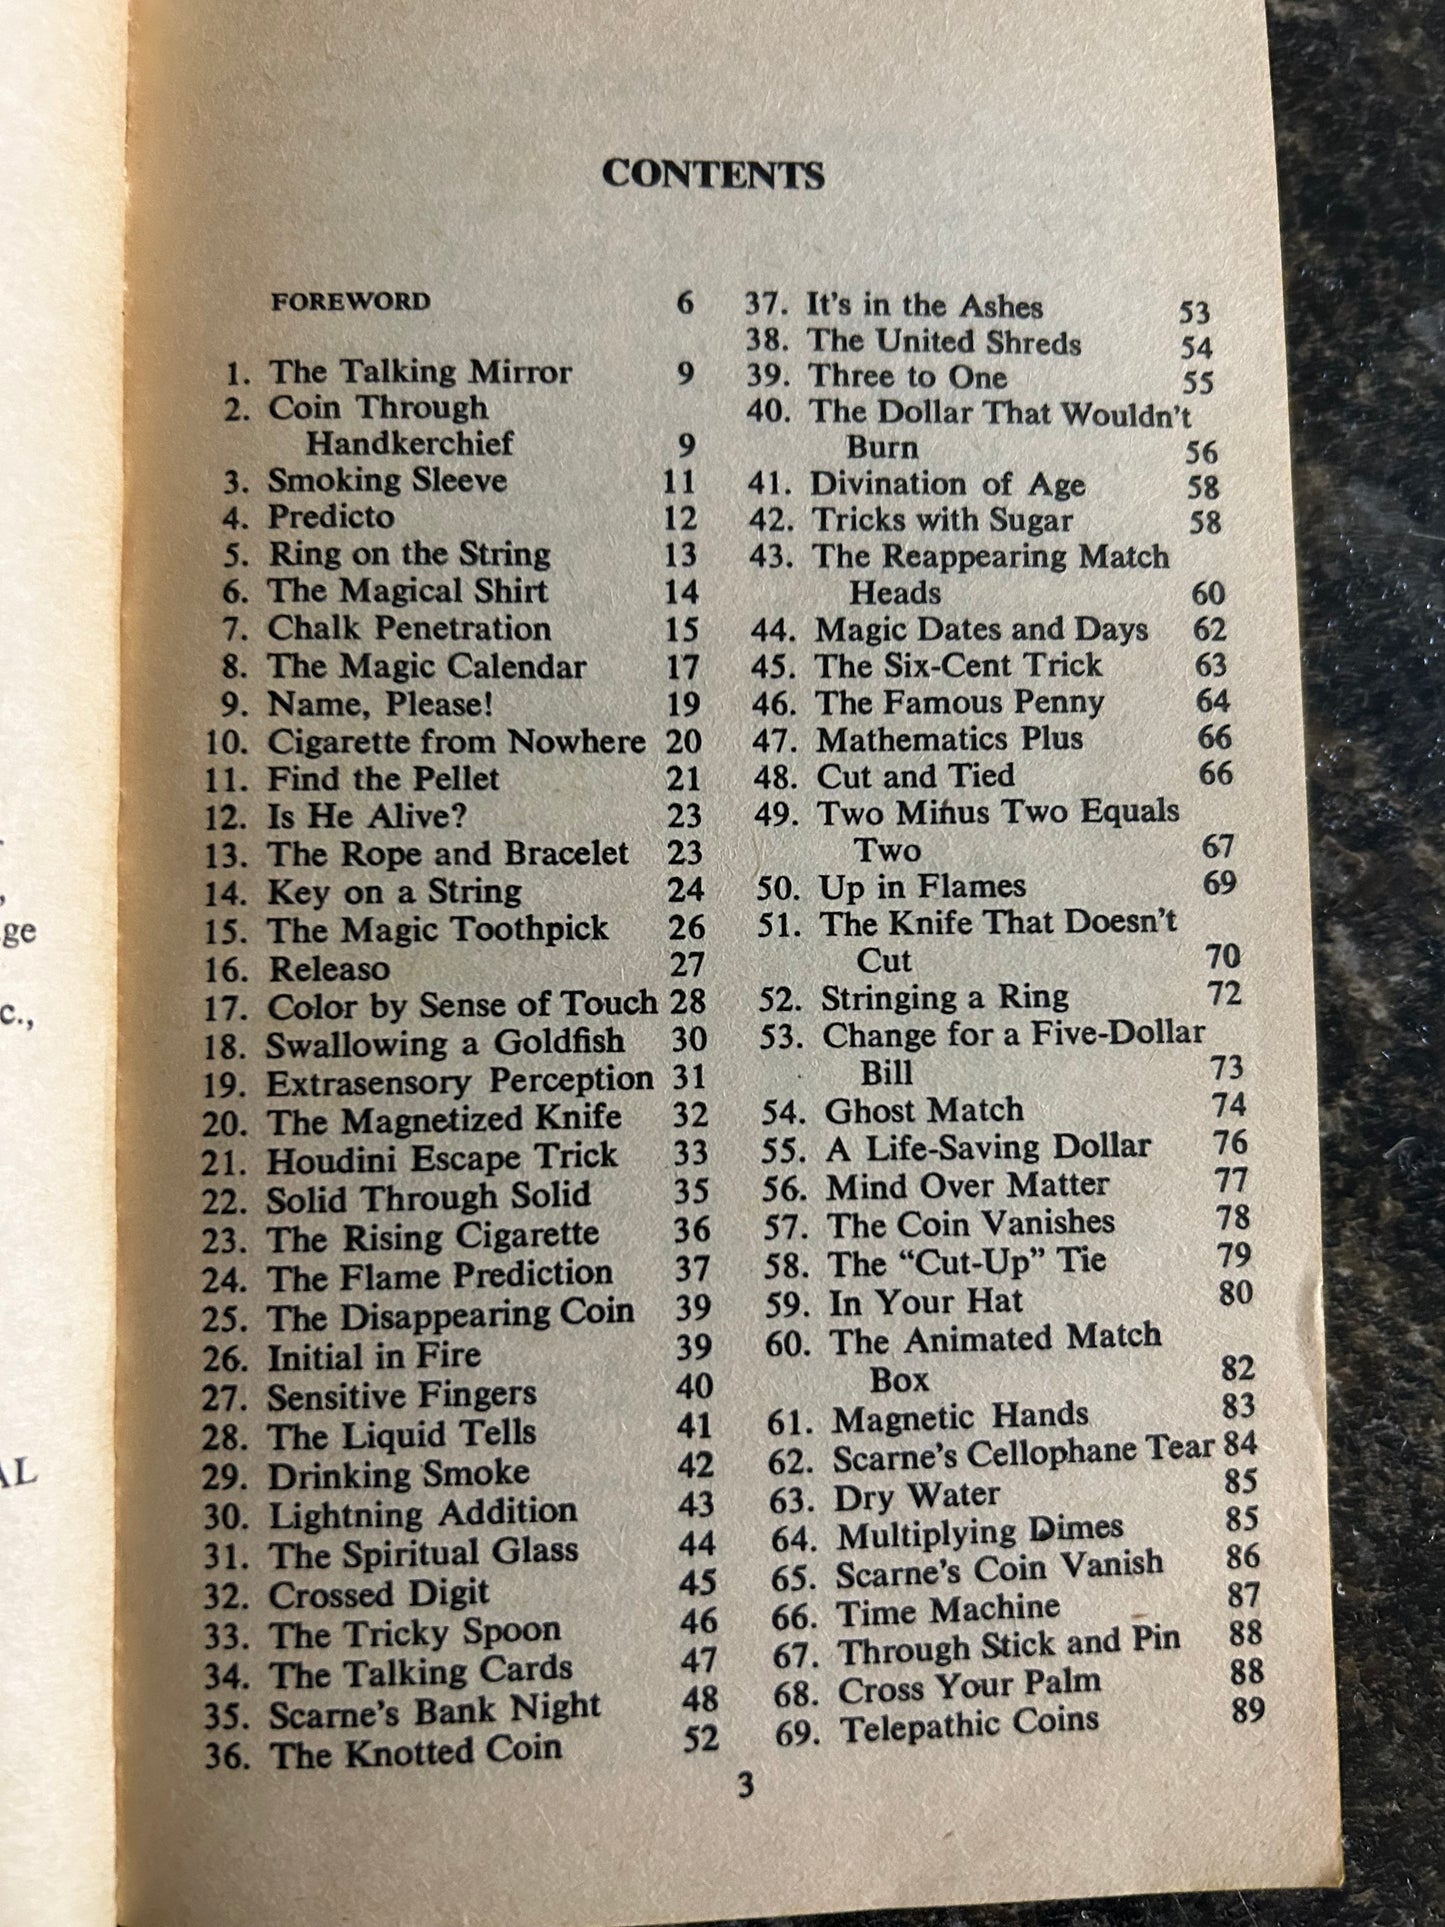 CONTENTS
FOREWORD 6
1. The Talking Mirror 9
2. Coin Through
Handkerchief 9
3. Smoking Sleeve 11
4. Predicto 12
5. Ring on the String 13
6. The Magical Shirt 14
7. Chalk Penetration 15
8. The Magic Calendar 17
9. Name, Please! 19
10. Cigarette from Nowhere 20
11. Find the Pellet 21
12. Is He Alive? 23
13. The Rope and Bracelet 23
14. Key on a String 24
15. The Magic Toothpick 26
16. Releaso 27
17. Color by Sense of Touch 28
18. Swallowing a Goldfish 30
19. Extrasensory Perception 31
20. The Magnetized Knife 32
21. Houdini Escape Trick 33
22. Solid Through Solid 35
23. The Rising Cigarette 36
24. The Flame Prediction 37
25. The Disappearing Coin 39
26. Initial in Fire 39
27. Sensitive Fingers 40
28. The Liquid Tells 41
29. Drinking Smoke 42
30. Lightning Addition 43
31. The Spiritual Glass 44
32. Crossed Digit 45
33. The Tricky Spoon 46
34. The Talking Cards 47
35. Scarne's Bank Night 48
36. The Knotted Coin 52
37. It's in the Ashes 53
38. The United Shreds 54
39. Three to One 55
40. The Dollar That Wouldn't
Burn 56
41. Divination of Age 58
42. Tricks with Sugar 58
43. The Reappearing Match
Heads 60
44. Magic Dates and Days 62
45. The Six-Cent Trick 63
46. The Famous Penny 64
47. Mathematics Plus 66
48. Cut and Tied 66
49. Two Minus Two Equals
Two 67
50. Up in Flames 69
51. The Knife That Doesn't
Cut 70
52. Stringing a Ring 72
53. Change for a Five-Dollar
Bill 73
54. Ghost Match 74
55. A Life-Saving Dollar 76
56. Mind Over Matter 77
57. The Coin Vanishes 78
58. The “Cut-Up” Tie 79
59. In Your Hat 80
60. The Animated Match
Box 82
61. Magnetic Hands 83
62. Scarne's Cellophane Tear 84
63. Dry Water 85
64. Multiplying Dimes 85
65. Scarne's Coin Vanish 86
66. Time Machine 87
67. Through Stick and Pin 88
68. Cross Your Palm 88
69. Telepathic Coins 89
3